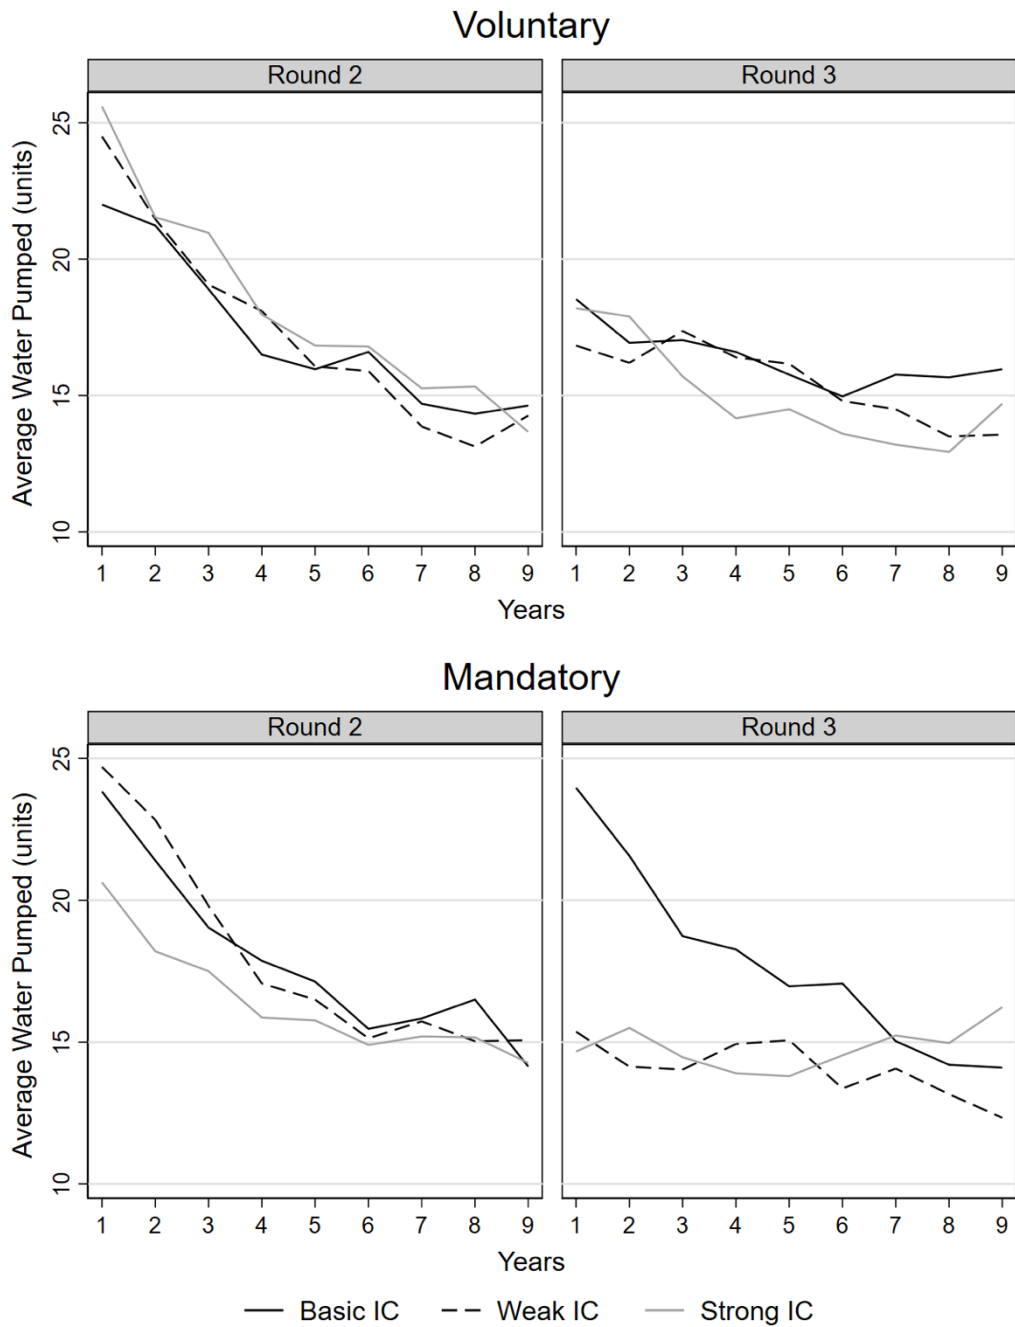 Voluntary
Round 2 Round 3
Average Water Pumped (units)
25
20
15
10
1 2 3 4 5 6 7 8 9 1 2 3 4 5 6 7 8 9
Years
Mandatory
Round 2 Round 3
Average Water Pumped (units)
25
20
15
10
1 2 3 4 5 6 7 8 9 1 2 3 4 5 6 7 8 9
Years
Basic IC Weak IC Strong IC